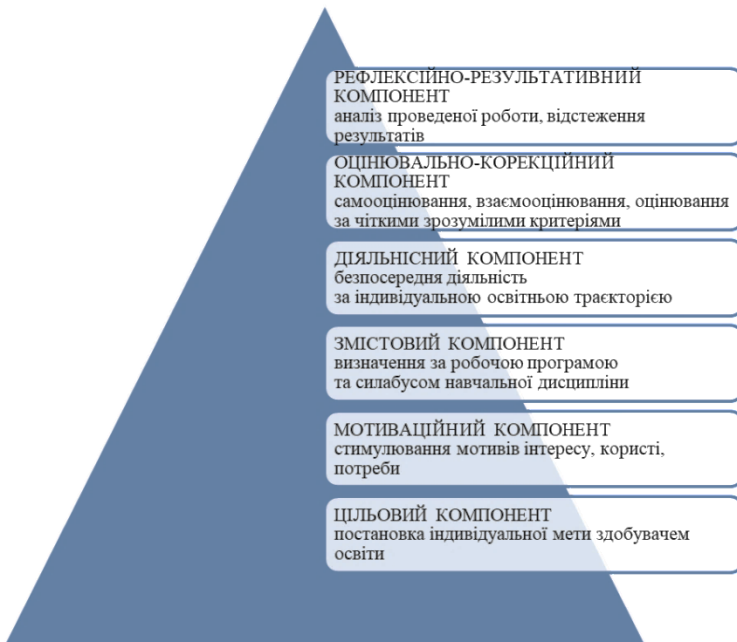 РЕФЛЕКСІЙНО-РЕЗУЛЬТАТИВНИЙ
КОМПОНЕНТ
аналіз проведеної роботи, відстеження
результатів
ОЦІНЮВАЛЬНО-КОРЕКЦІЙНИЙ
КОМПОНЕНТ
самооцінювання, взаємооцінювання, оцінювання
за чіткими зрозумілими критеріями
ДІЯЛЬНІСНИЙ КОМПОНЕНТ
безпосередня діяльність
за індивідуальною освітньою траєкторією
ЗМІСТОВИЙ КОМПОНЕНТ
визначення за робочою програмою
та силабусом навчальної дисципліни
МОТИВАЦІЙНИЙ КОМПОНЕНТ
стимулювання мотивів інтересу, користі,
потреби
ЦІЛЬОВИЙ КОМПОНЕНТ
постановка індивідуальної мети здобувачем
освіти